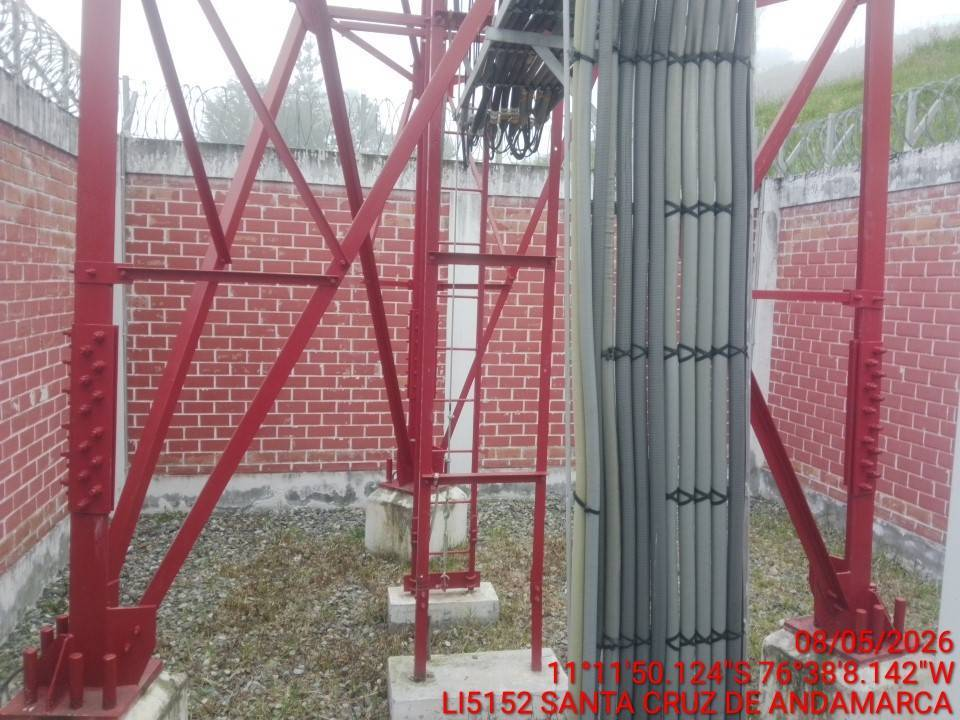 08/05/2026
11°11'50.124"S 76°38'8.142"W
LI5152 SANTA CRUZ DE ANDAMARCA